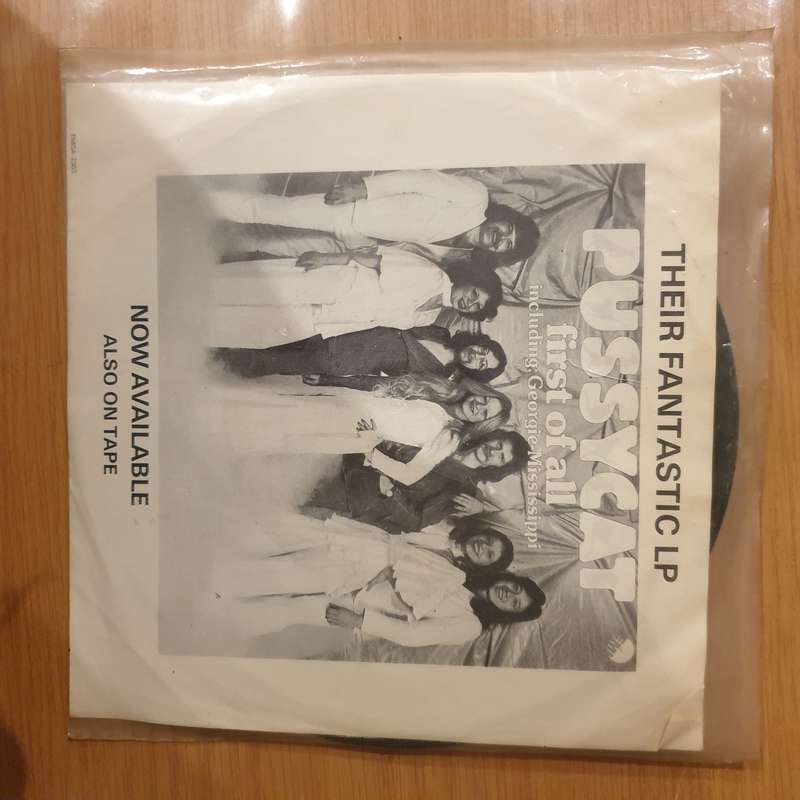 THEIR FANTASTIC LP
PUSSYCAT
first of all
including: Georgie-Mississippi
NOW AVAILABLE
ALSO ON TAPE